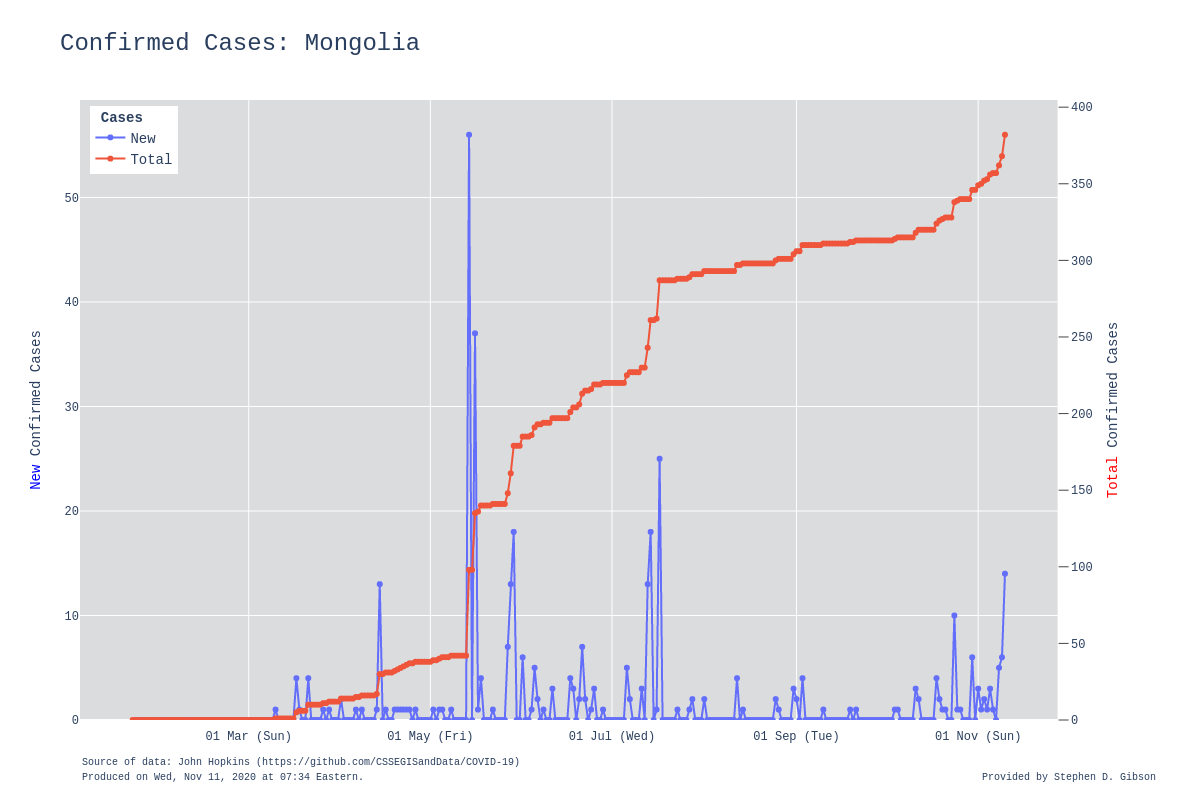 Confirmed Cases: Mongolia
Cases
New
Total
400
350
300
250
200
150
100
50
0
50
40
30
20
10
0
New Confirmed Cases
Total Confirmed Cases
01 Mar (Sun)
01 May (Fri)
01 Jul (Wed)
01 Sep (Tue)
01 Nov (Sun)
Source of data: John Hopkins (https://github.com/CSSEGISandData/COVID-19)
Produced on Wed, Nov 11, 2020 at 07:34 Eastern.
Provided by Stephen D. Gibson